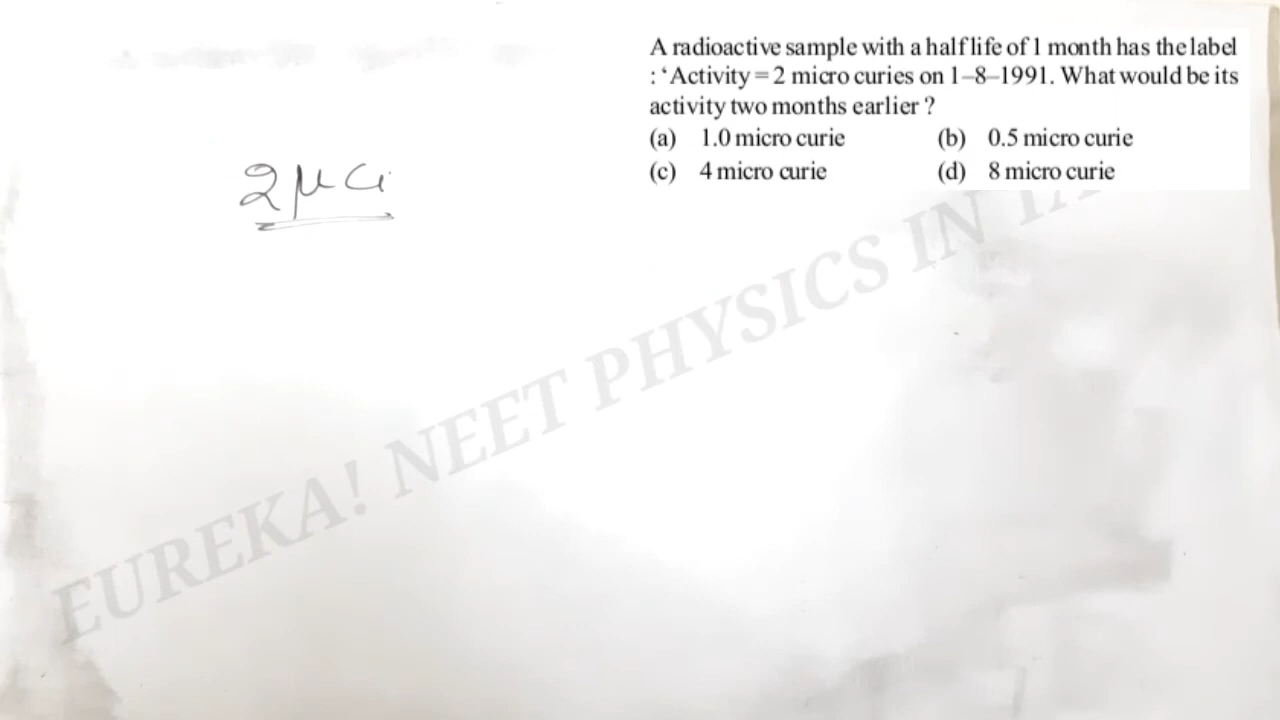 A radioactive sample with a half life of 1 month has the label
: ‘Activity = 2 micro curies on 1–8–1991. What would be its
activity two months earlier ?
(a) 1.0 micro curie (b) 0.5 micro curie
(c) 4 micro curie (d) 8 micro curie
2 μ Ci
EUREKA! NEET PHYSICS IN